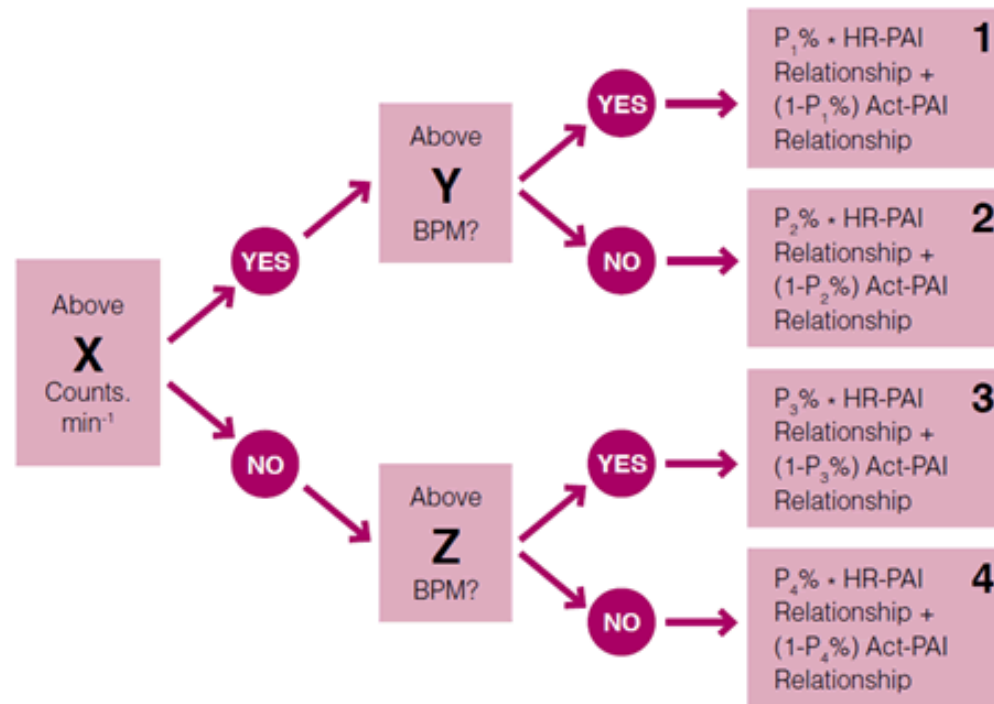 Above
X
Counts.
min⁻¹
YES
NO
Above
Y
BPM?
Above
Z
BPM?
YES
NO
YES
NO
P₁% * HR-PAI 1
Relationship +
(1-P₁%) Act-PAI
Relationship
P₂% * HR-PAI 2
Relationship +
(1-P₂%) Act-PAI
Relationship
P₃% * HR-PAI 3
Relationship +
(1-P₃%) Act-PAI
Relationship
P₄% * HR-PAI 4
Relationship +
(1-P₄%) Act-PAI
Relationship